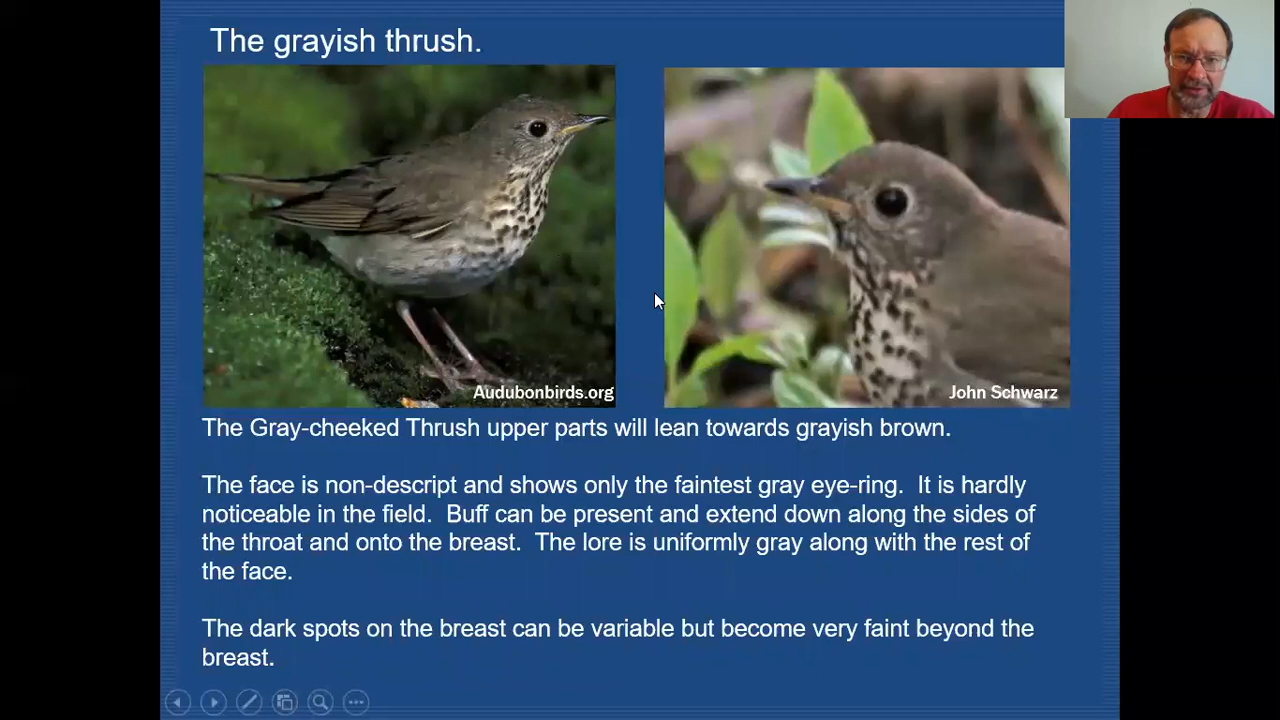 The grayish thrush.
Audubonbirds.org
John Schwarz
The Gray-cheeked Thrush upper parts will lean towards grayish brown.
The face is non-descript and shows only the faintest gray eye-ring.  It is hardly
noticeable in the field.  Buff can be present and extend down along the sides of
the throat and onto the breast.  The lore is uniformly gray along with the rest of
the face.
The dark spots on the breast can be variable but become very faint beyond the
breast.